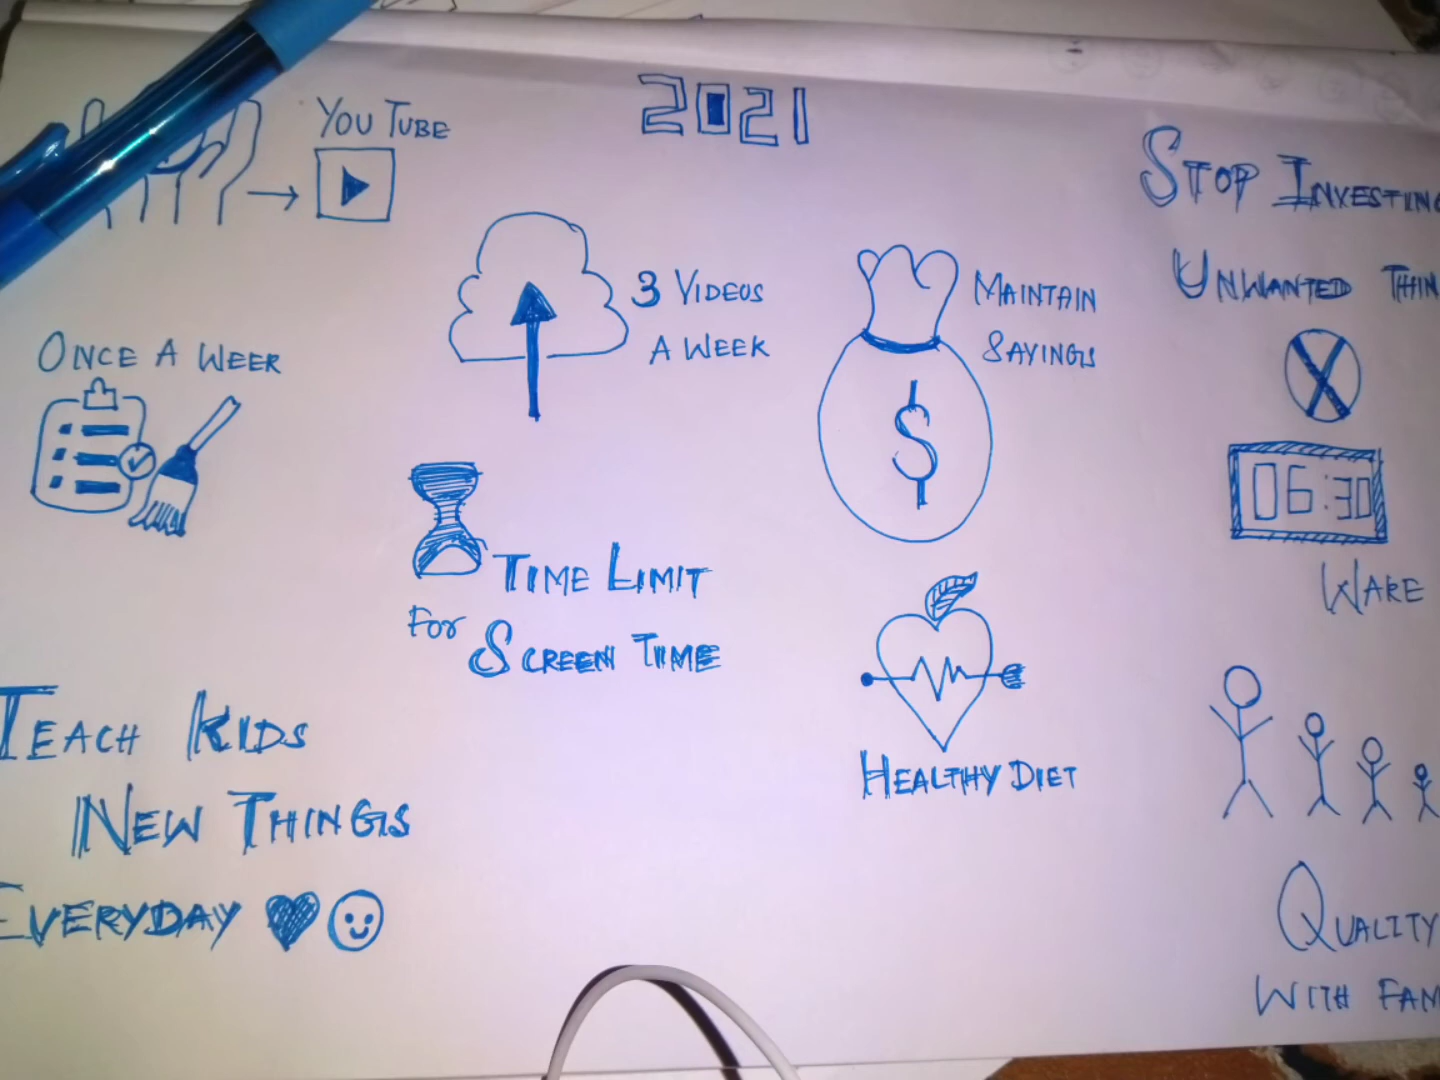 2021
YOU TUBE
3 VIDEOS
A WEEK
MAINTAIN
SAVINGS
STOP INVESTING
UNWANTED THIN
ONCE A WEEK
06:30
WAKE
TIME LIMIT
For SCREEN TIME
HEALTHY DIET
TEACH KIDS
NEW THINGS
EVERYDAY
QUALITY
WITH FAM
$